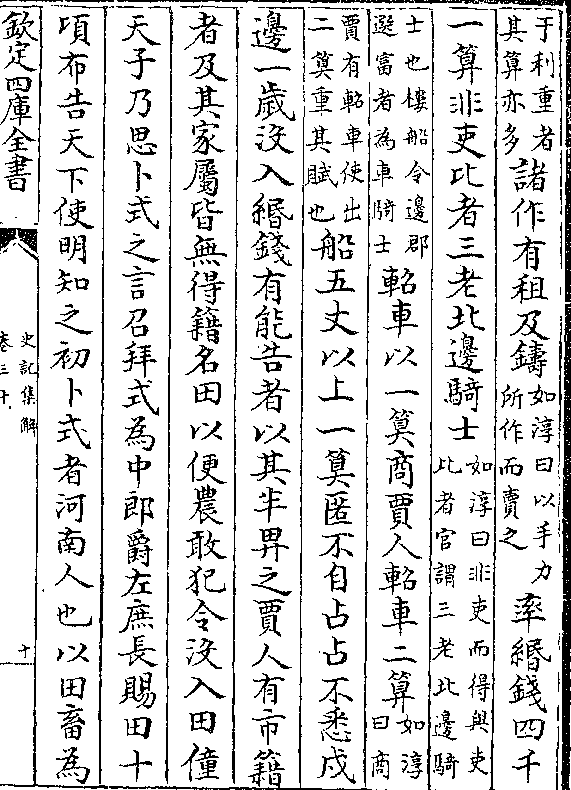 于利重者其算亦多諸作有租及鑄如淳曰以手力所作而賣之率緡錢四千
一算非吏比者三老北邊騎士如淳曰非吏而得與吏比者官謂三老北邊騎
士也樓船令邊郡選富者為車騎士軺車以一算商賈人軺車二算如淳曰商
賈有軺車使出二算重其賦也船五丈以上一算匿不自占占不悉戍
邊一歲沒入緡錢有能告者以其半畀之賈人有市籍
者及其家屬皆無得籍名田以便農敢犯令沒入田僮
天子乃思卜式之言召拜式為中郎爵左庶長賜田十
頃布告天下使明知之初卜式者河南人也以田畜為
欽定四庫全書
史記集解
卷三十
十